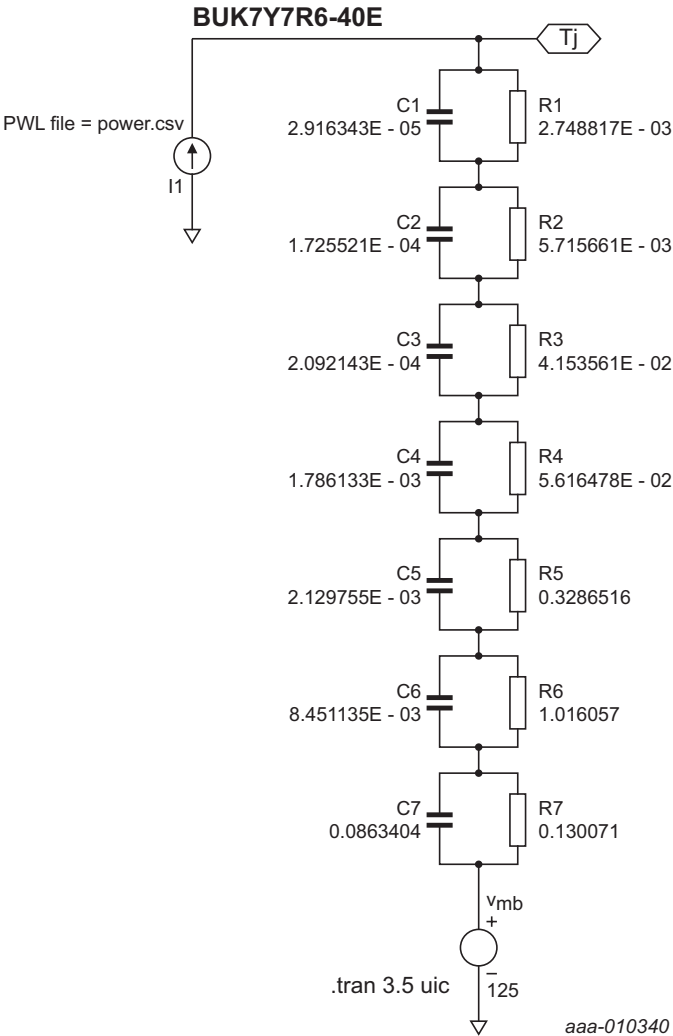 BUK7Y7R6-40E
Tj
PWL file = power.csv
I1
C1
2.916343E - 05
R1
2.748817E - 03
C2
1.725521E - 04
R2
5.715661E - 03
C3
2.092143E - 04
R3
4.153561E - 02
C4
1.786133E - 03
R4
5.616478E - 02
C5
2.129755E - 03
R5
0.3286516
C6
8.451135E - 03
R6
1.016057
C7
0.0863404
R7
0.130071
vmb
+
.tran 3.5 uic
–
125
aaa-010340